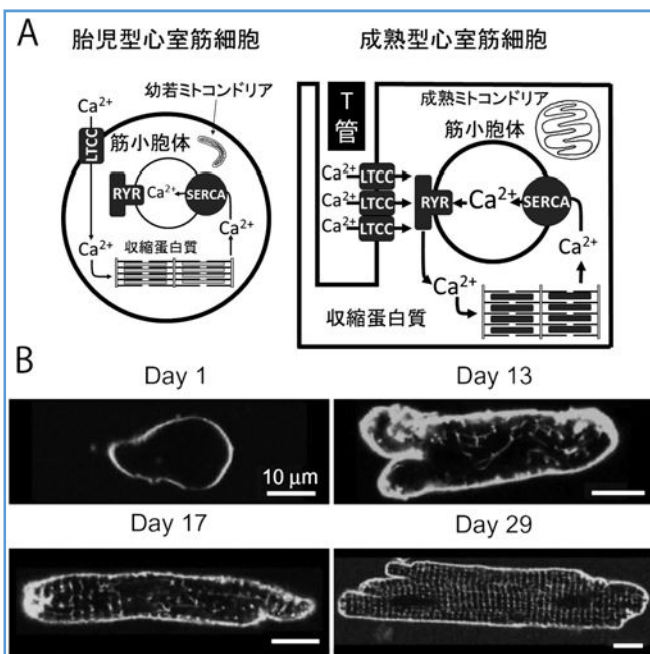 A
胎児型心室筋細胞
成熟型心室筋細胞
Ca2+
幼若ミトコンドリア
LTCC
筋小胞体
RYR
Ca2+
SERCA
Ca2+
収縮蛋白質
Ca2+
T
管
成熟ミトコンドリア
筋小胞体
Ca2+
LTCC
Ca2+
LTCC
Ca2+
LTCC
RYR
Ca2+
SERCA
Ca2+
Ca2+
収縮蛋白質
B
Day 1
Day 13
10 μm
Day 17
Day 29